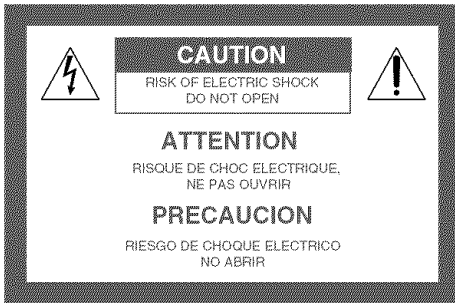 CAUTION
RISK OF ELECTRIC SHOCK
DO NOT OPEN
ATTENTION
RISQUE DE CHOC ELECTRIQUE,
NE PAS OUVRIR
PRECAUCION
RIESGO DE CHOQUE ELECTRICO
NO ABRIR